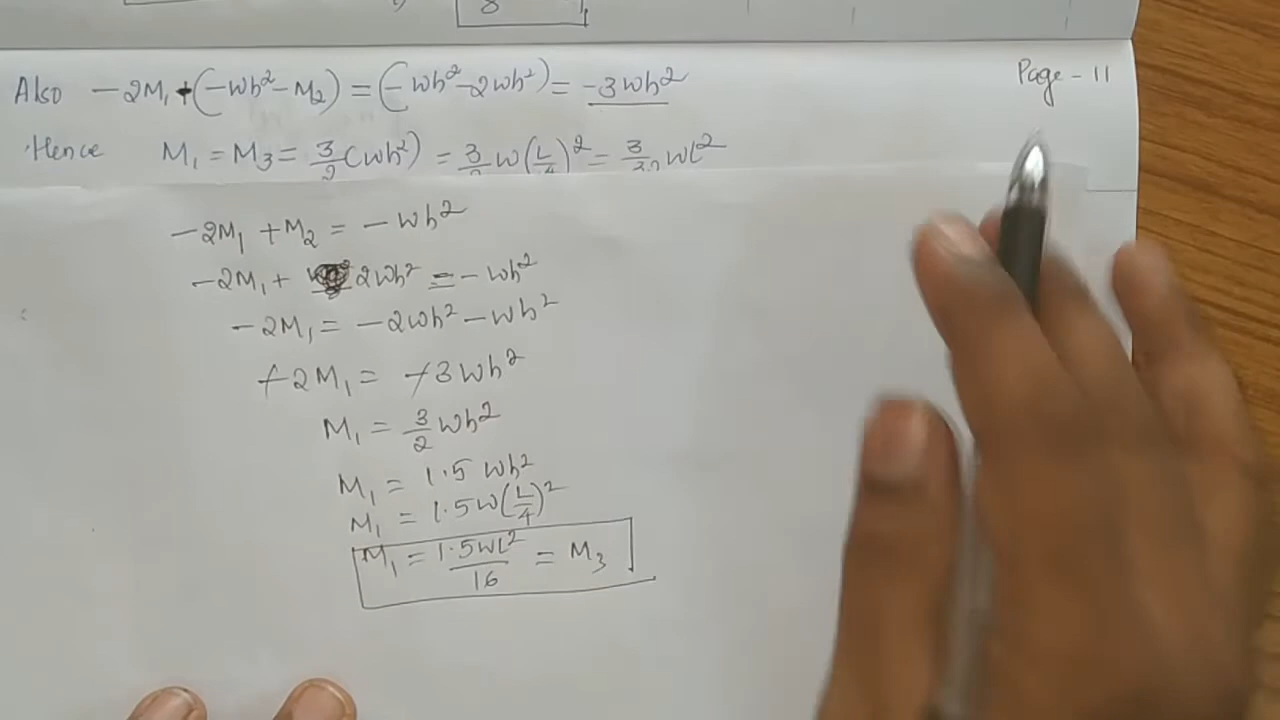 8
Page - 11
Also -2M₁ + (-wh² - M₂) = (-wh² - 2wh²) = -3wh²
Hence M₁ = M₃ = 3/2 (wh²) = 3/2 w(L/4)² = 3/32 wL²
-2M₁ + M₂ = -wh²
-2M₁ + 2wh² = -wh²
-2M₁ = -2wh² - wh²
-2M₁ = -3wh²
M₁ = 3/2 wh²
M₁ = 1.5 wh²
M₁ = 1.5w(L/4)²
M₁ = 1.5wL²/16 = M₃